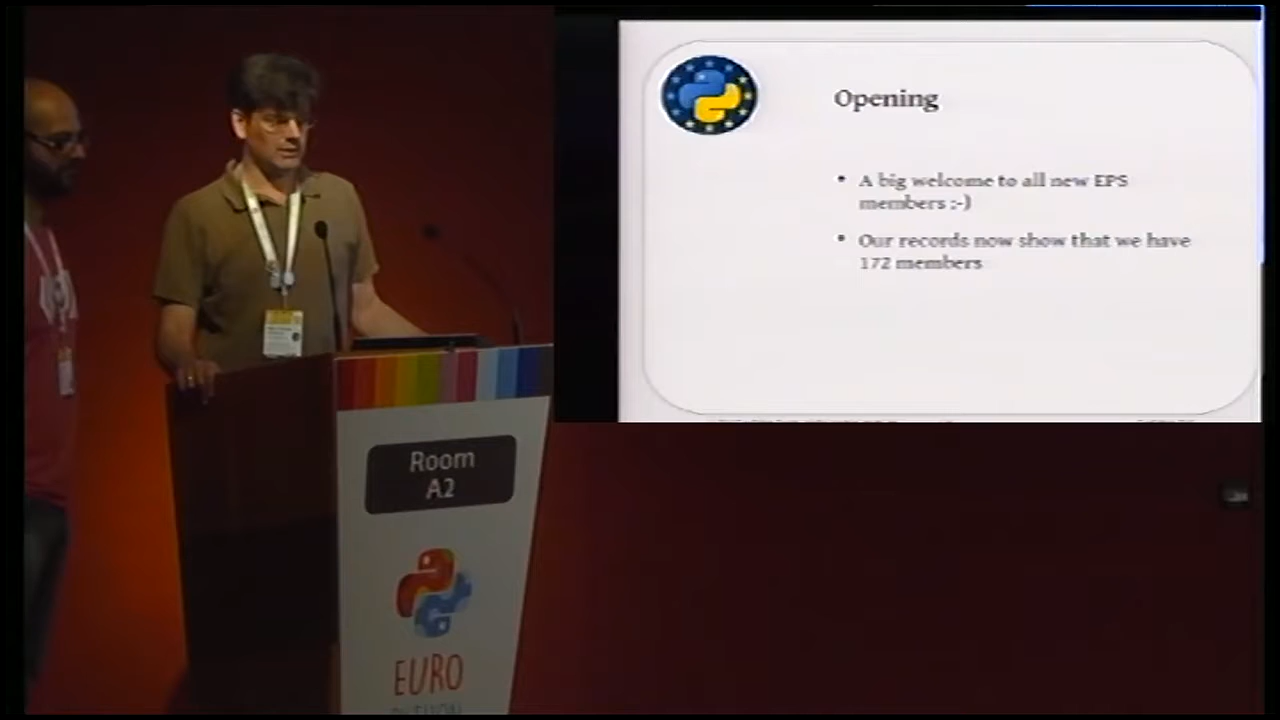 Opening
• A big welcome to all new EPS
members ;-)
• Our records now show that we have
172 members
Room
A2
EURO
PYTHON